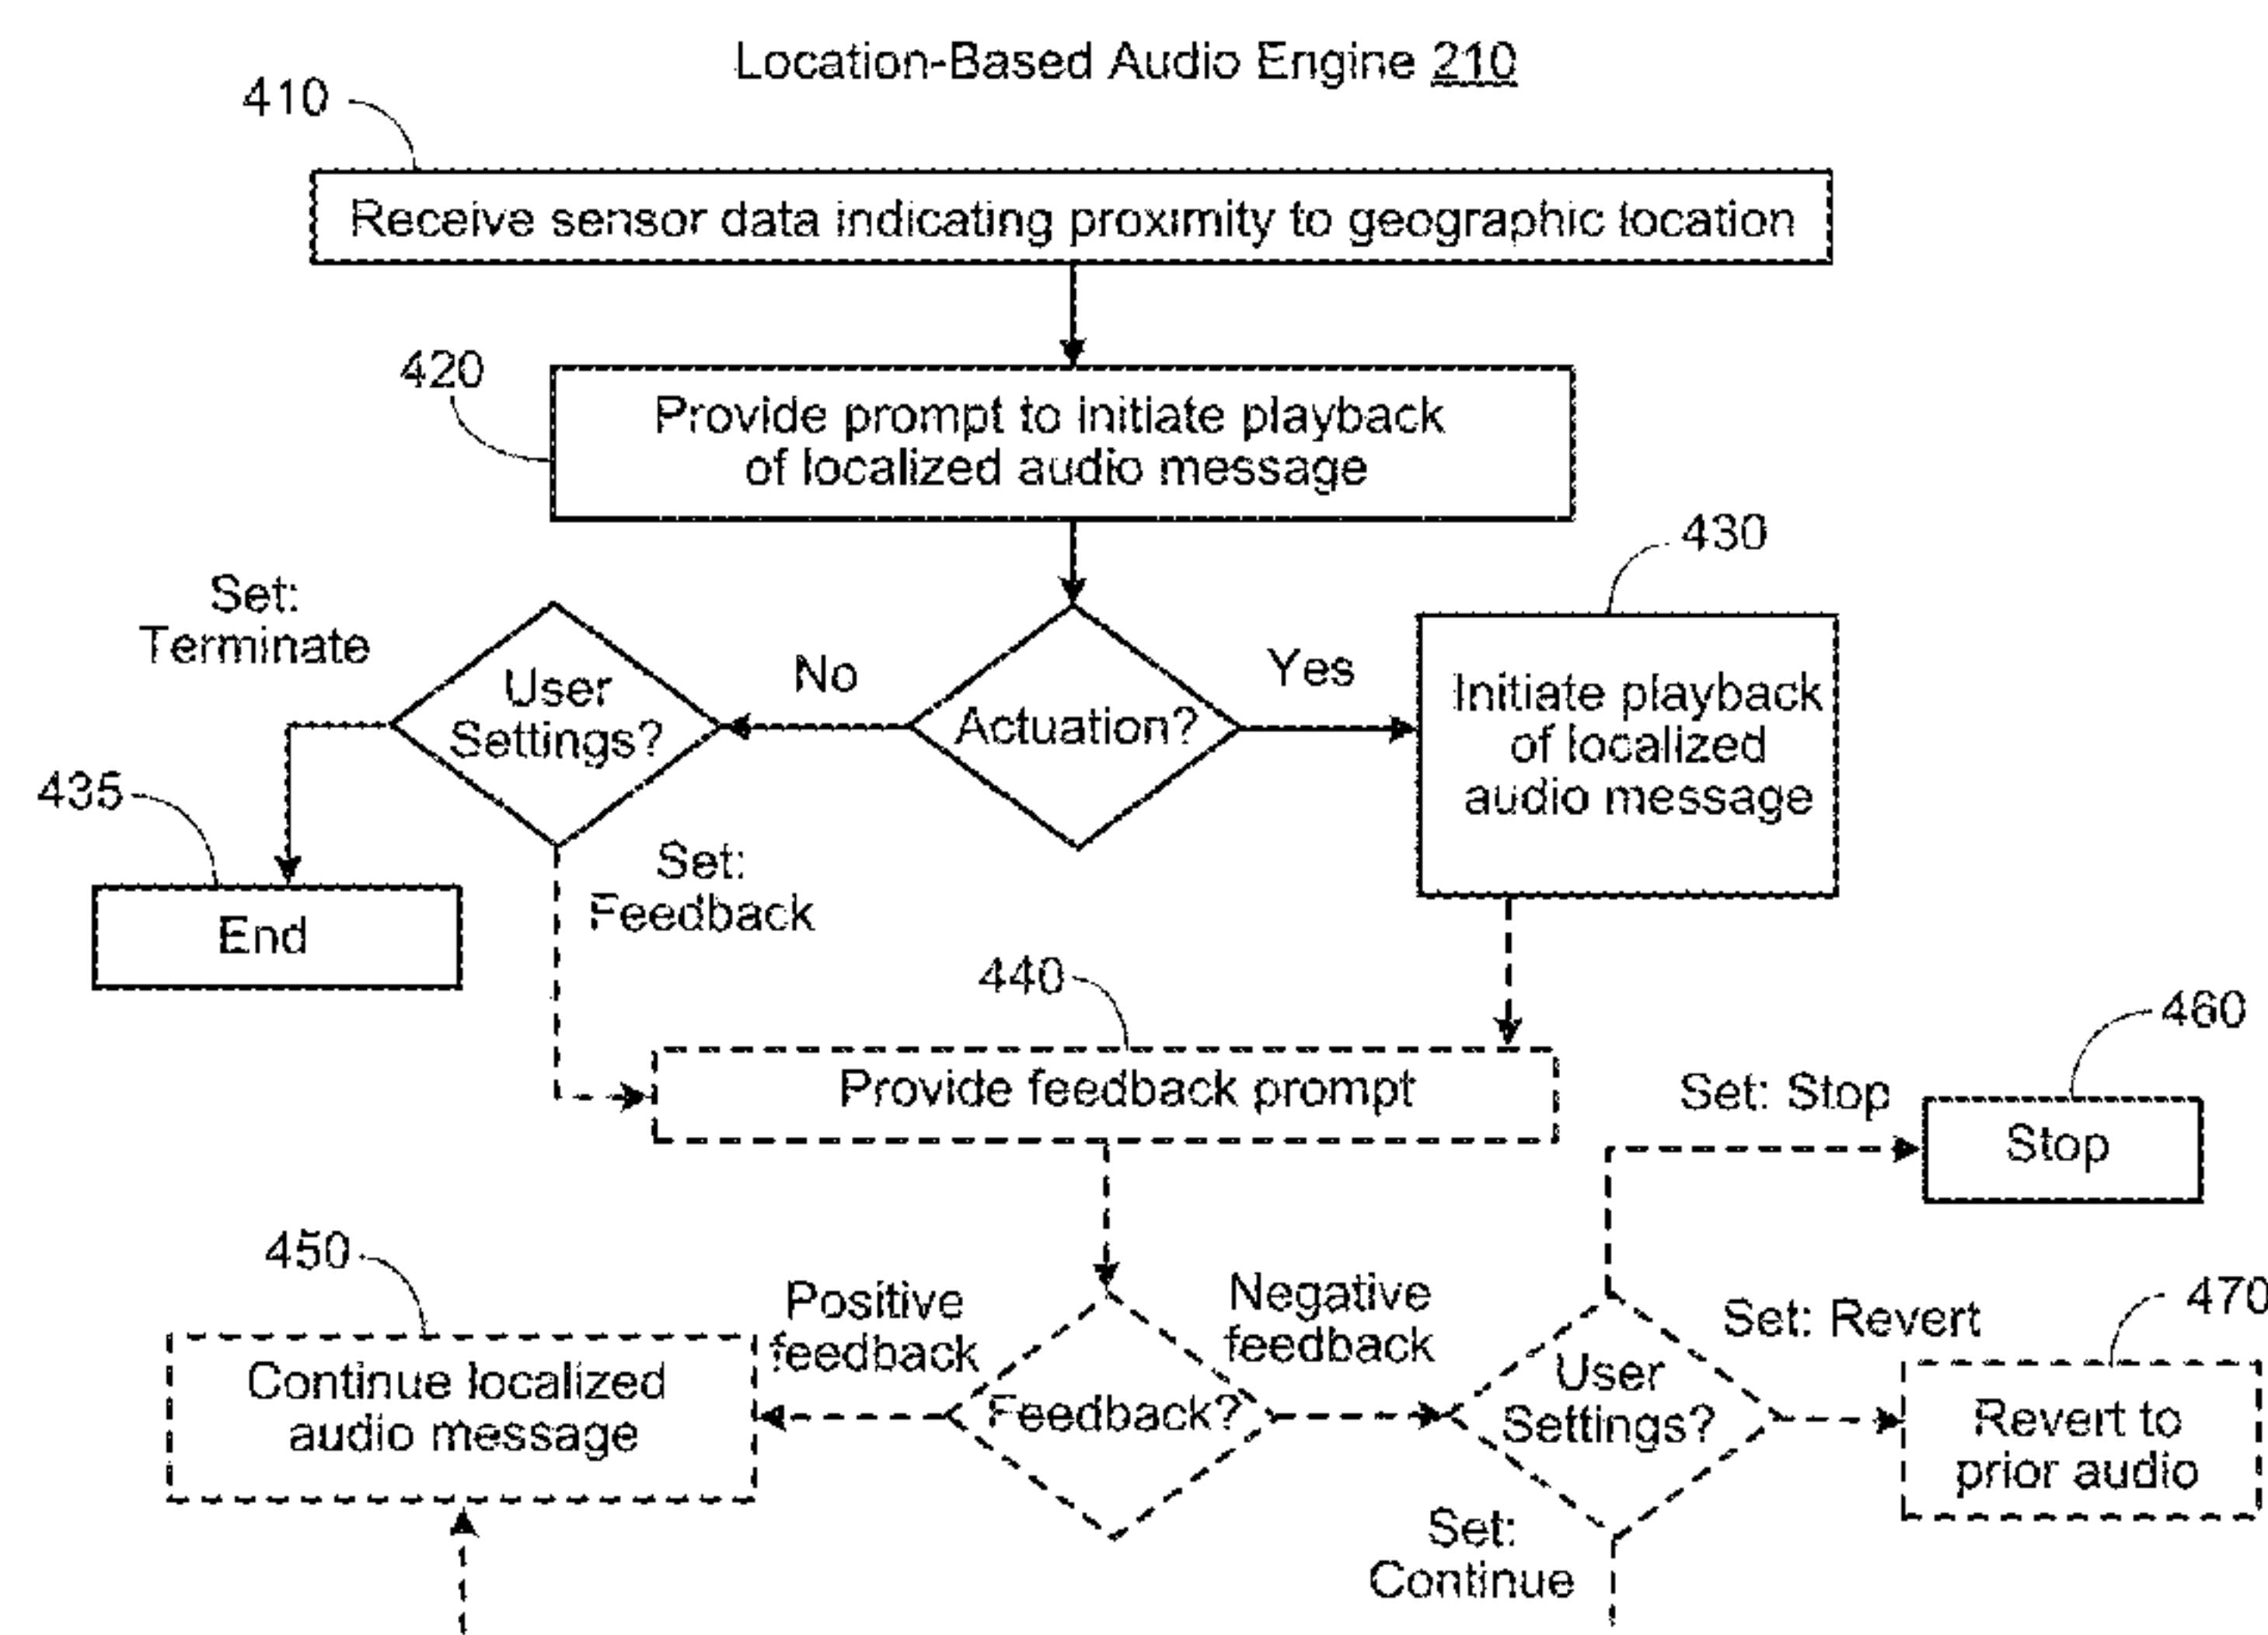 Location-Based Audio Engine 210
410
Receive sensor data indicating proximity to geographic location
420
Provide prompt to initiate playback
of localized audio message
430
Set:
Terminate
User
Settings?
No
Actuation?
Yes
Initiate playback
of localized
audio message
435
End
Set:
Feedback
440
Provide feedback prompt
460
Set: Stop
Stop
450
Continue localized
audio message
Positive
feedback
Feedback?
Negative
feedback
User
Settings?
Set: Revert
470
Revert to
prior audio
Set:
Continue